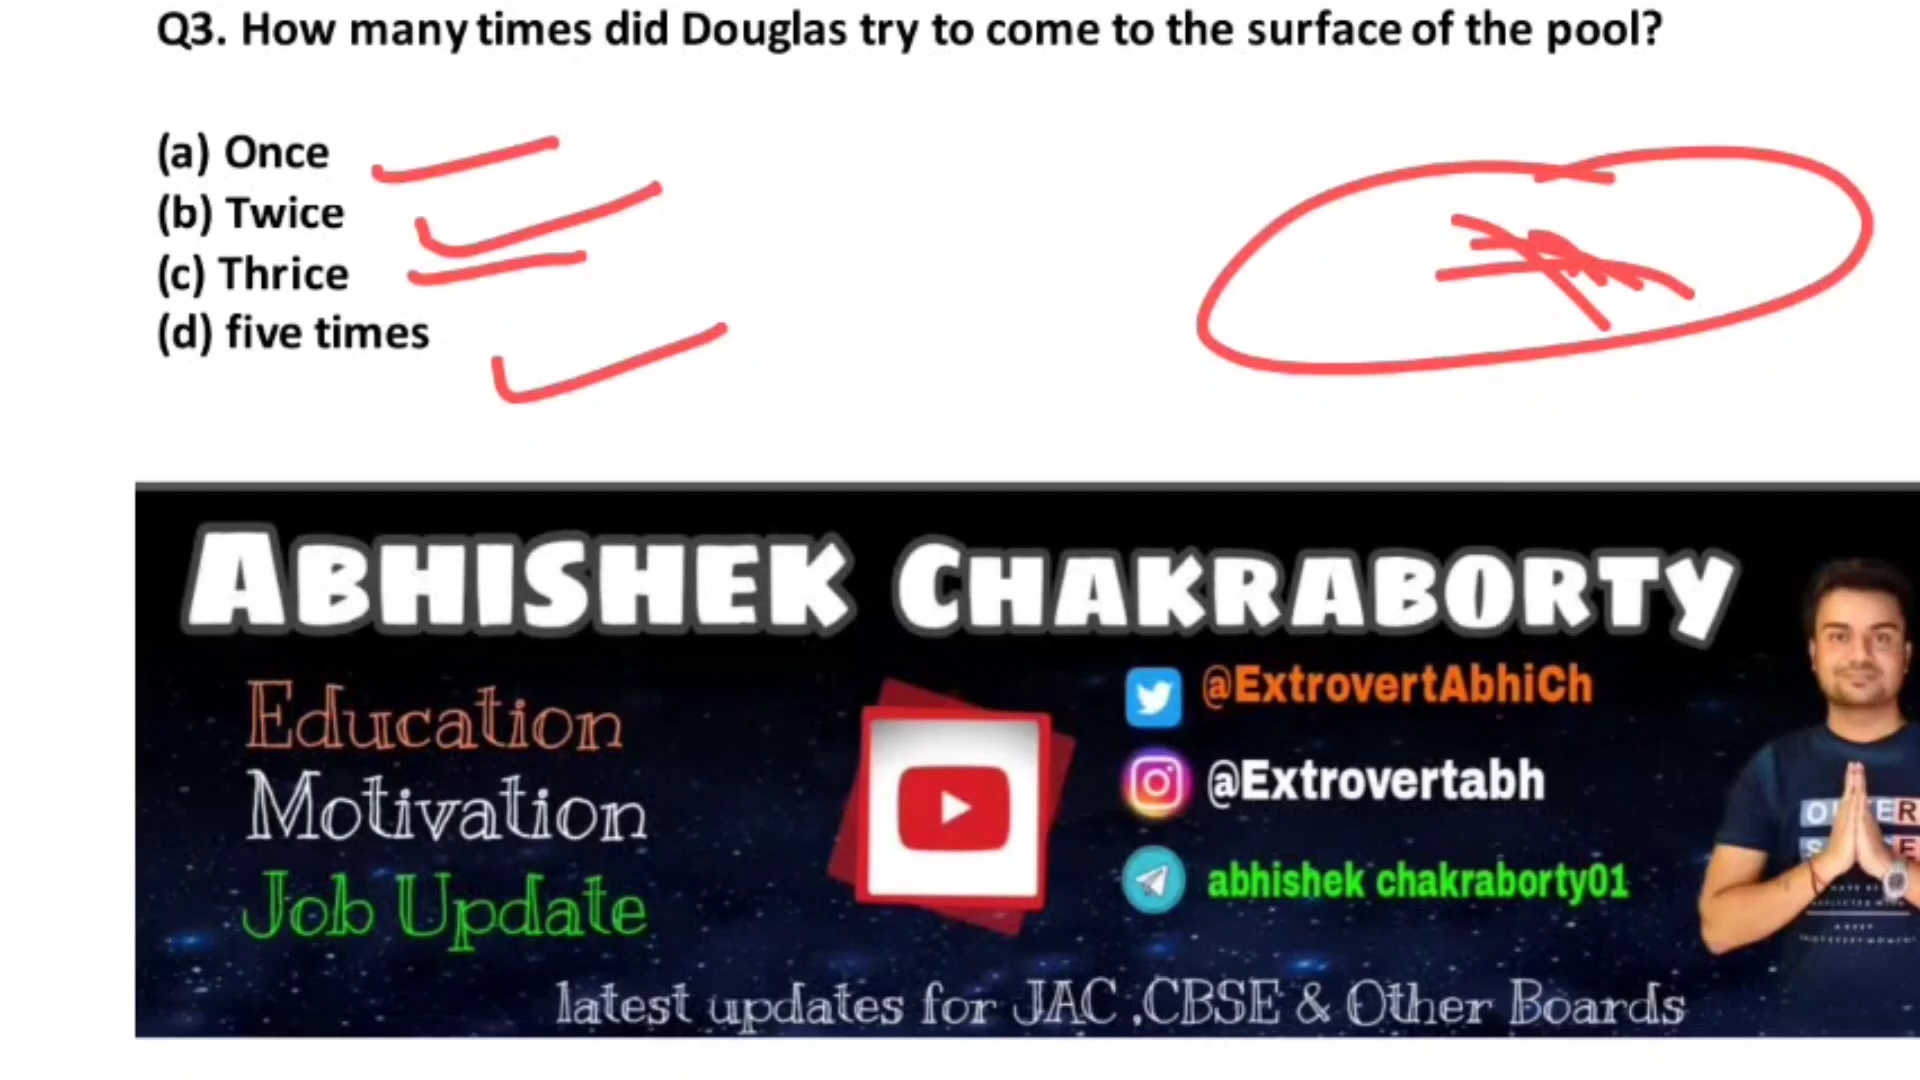 Q3. How many times did Douglas try to come to the surface of the pool?
(a) Once
(b) Twice
(c) Thrice
(d) five times
ABHISHEK CHAKRABORTY
Education
Motivation
Job Update
@ExtrovertAbhiCh
@Extrovertabh
abhishek chakraborty01
latest updates for JAC ,CBSE & Other Boards